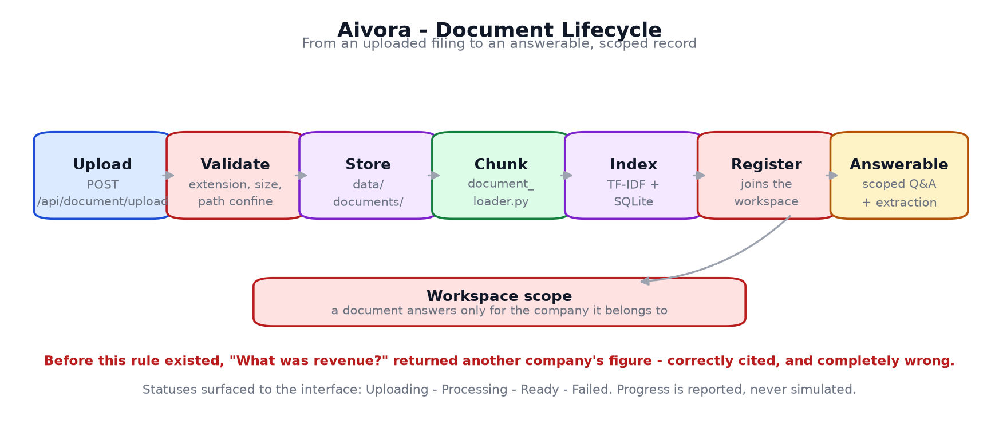 Aivora - Document Lifecycle
From an uploaded filing to an answerable, scoped record
Upload
POST
/api/document/upload
Validate
extension, size,
path confine
Store
data/
documents/
Chunk
document_
loader.py
Index
TF-IDF +
SQLite
Register
joins the
workspace
Answerable
scoped Q&A
+ extraction
Workspace scope
a document answers only for the company it belongs to
Before this rule existed, "What was revenue?" returned another company's figure - correctly cited, and completely wrong.
Statuses surfaced to the interface: Uploading - Processing - Ready - Failed. Progress is reported, never simulated.